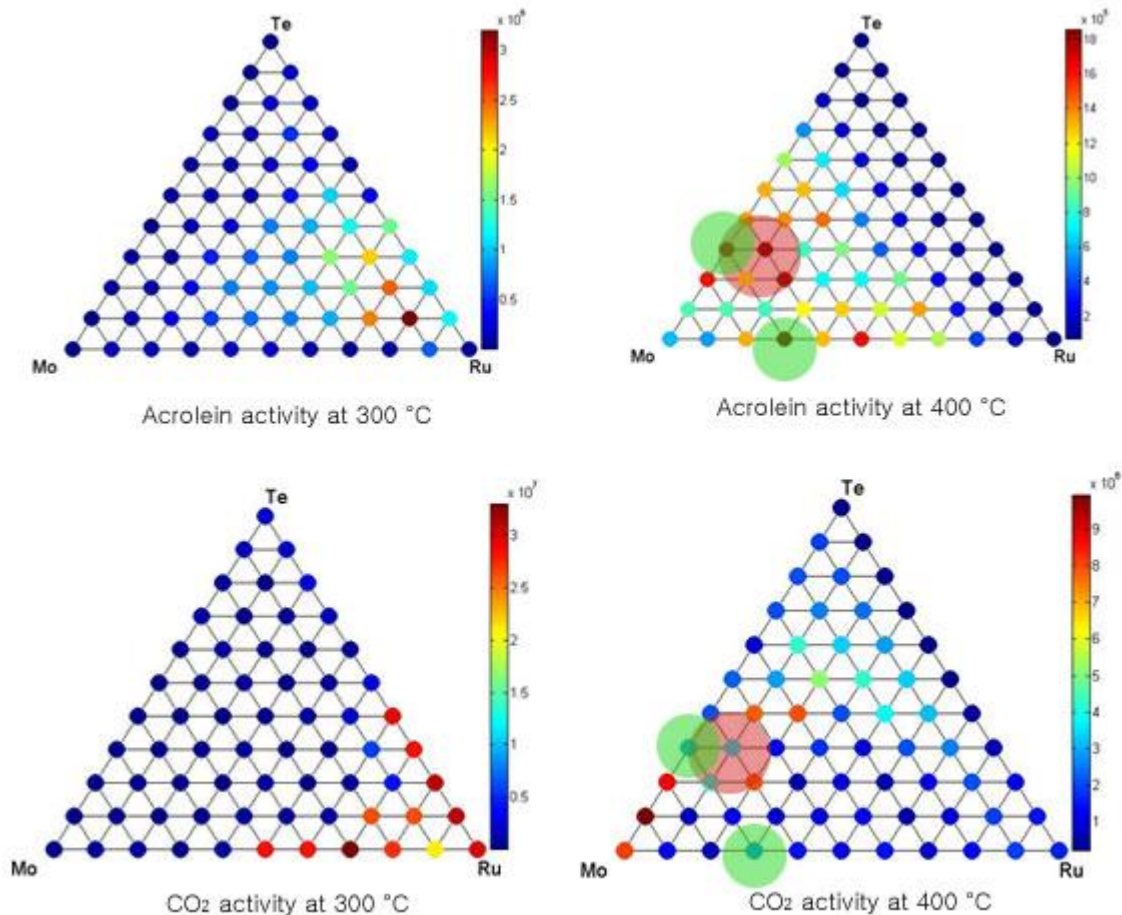 Te
x 10⁶
3
2.5
2
1.5
1
0.5
Mo
Ru
Acrolein activity at 300 °C
Te
x 10⁵
18
16
14
12
10
8
6
4
2
Mo
Ru
Acrolein activity at 400 °C
Te
x 10⁷
3
2.5
2
1.5
1
0.5
Mo
Ru
CO₂ activity at 300 °C
Te
9
8
7
6
5
4
3
2
1
Mo
Ru
CO₂ activity at 400 °C